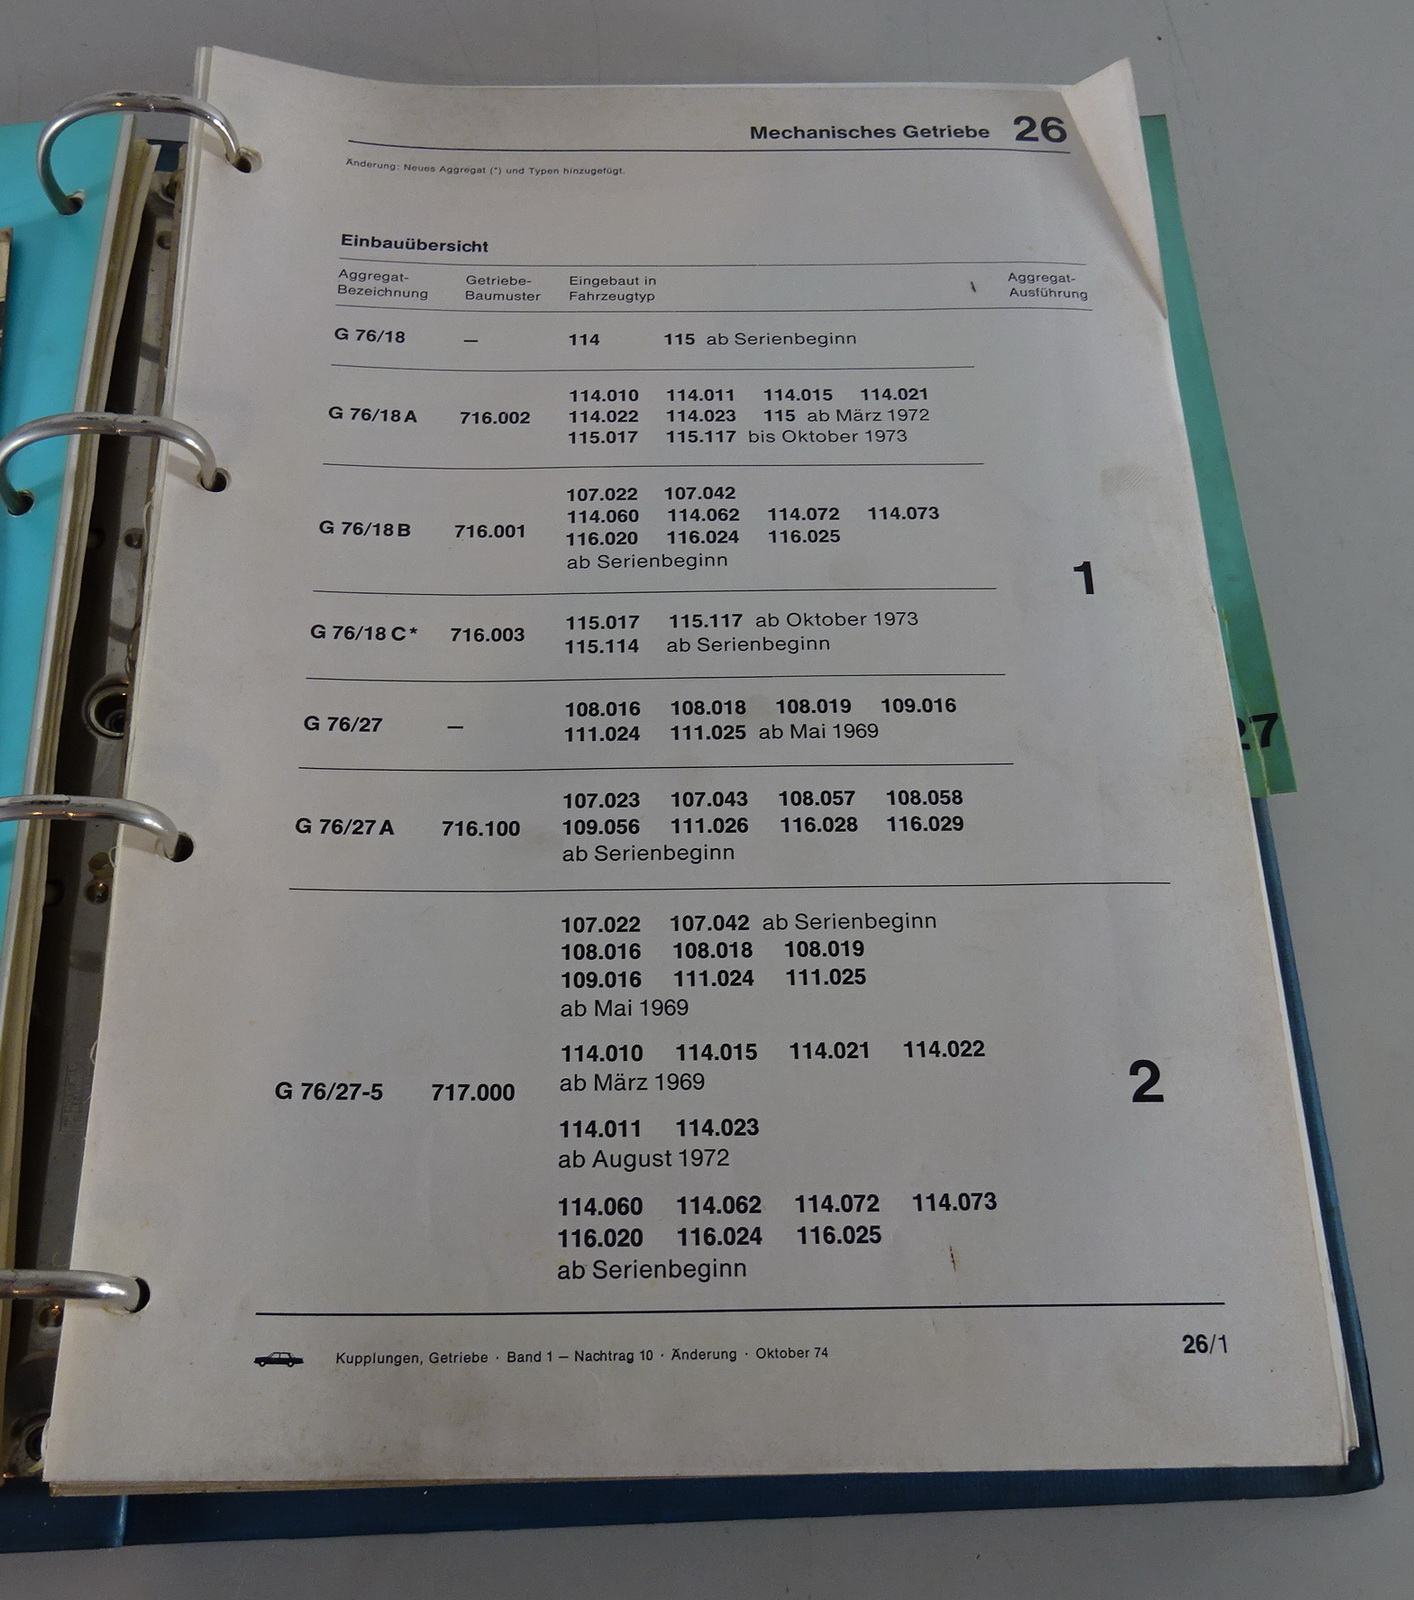 Mechanisches Getriebe 26
Änderung: Neues Aggregat (*) und Typen hinzugefügt.
Einbauübersicht
Aggregat-Bezeichnung Getriebe-Baumuster Eingebaut in Fahrzeugtyp Aggregat-Ausführung
G 76/18 — 114 115 ab Serienbeginn
114.010 114.011 114.015 114.021
G 76/18 A 716.002 114.022 114.023 115 ab März 1972
115.017 115.117 bis Oktober 1973
107.022 107.042
114.060 114.062 114.072 114.073
G 76/18 B 716.001 116.020 116.024 116.025
ab Serienbeginn
1
115.017 115.117 ab Oktober 1973
G 76/18 C* 716.003 115.114 ab Serienbeginn
108.016 108.018 108.019 109.016
G 76/27 — 111.024 111.025 ab Mai 1969
107.023 107.043 108.057 108.058
G 76/27 A 716.100 109.056 111.026 116.028 116.029
ab Serienbeginn
107.022 107.042 ab Serienbeginn
108.016 108.018 108.019
109.016 111.024 111.025
ab Mai 1969
114.010 114.015 114.021 114.022
ab März 1969
G 76/27-5 717.000 2
114.011 114.023
ab August 1972
114.060 114.062 114.072 114.073
116.020 116.024 116.025
ab Serienbeginn
Kupplungen, Getriebe · Band 1 — Nachtrag 10 · Änderung · Oktober 74
26/1
27